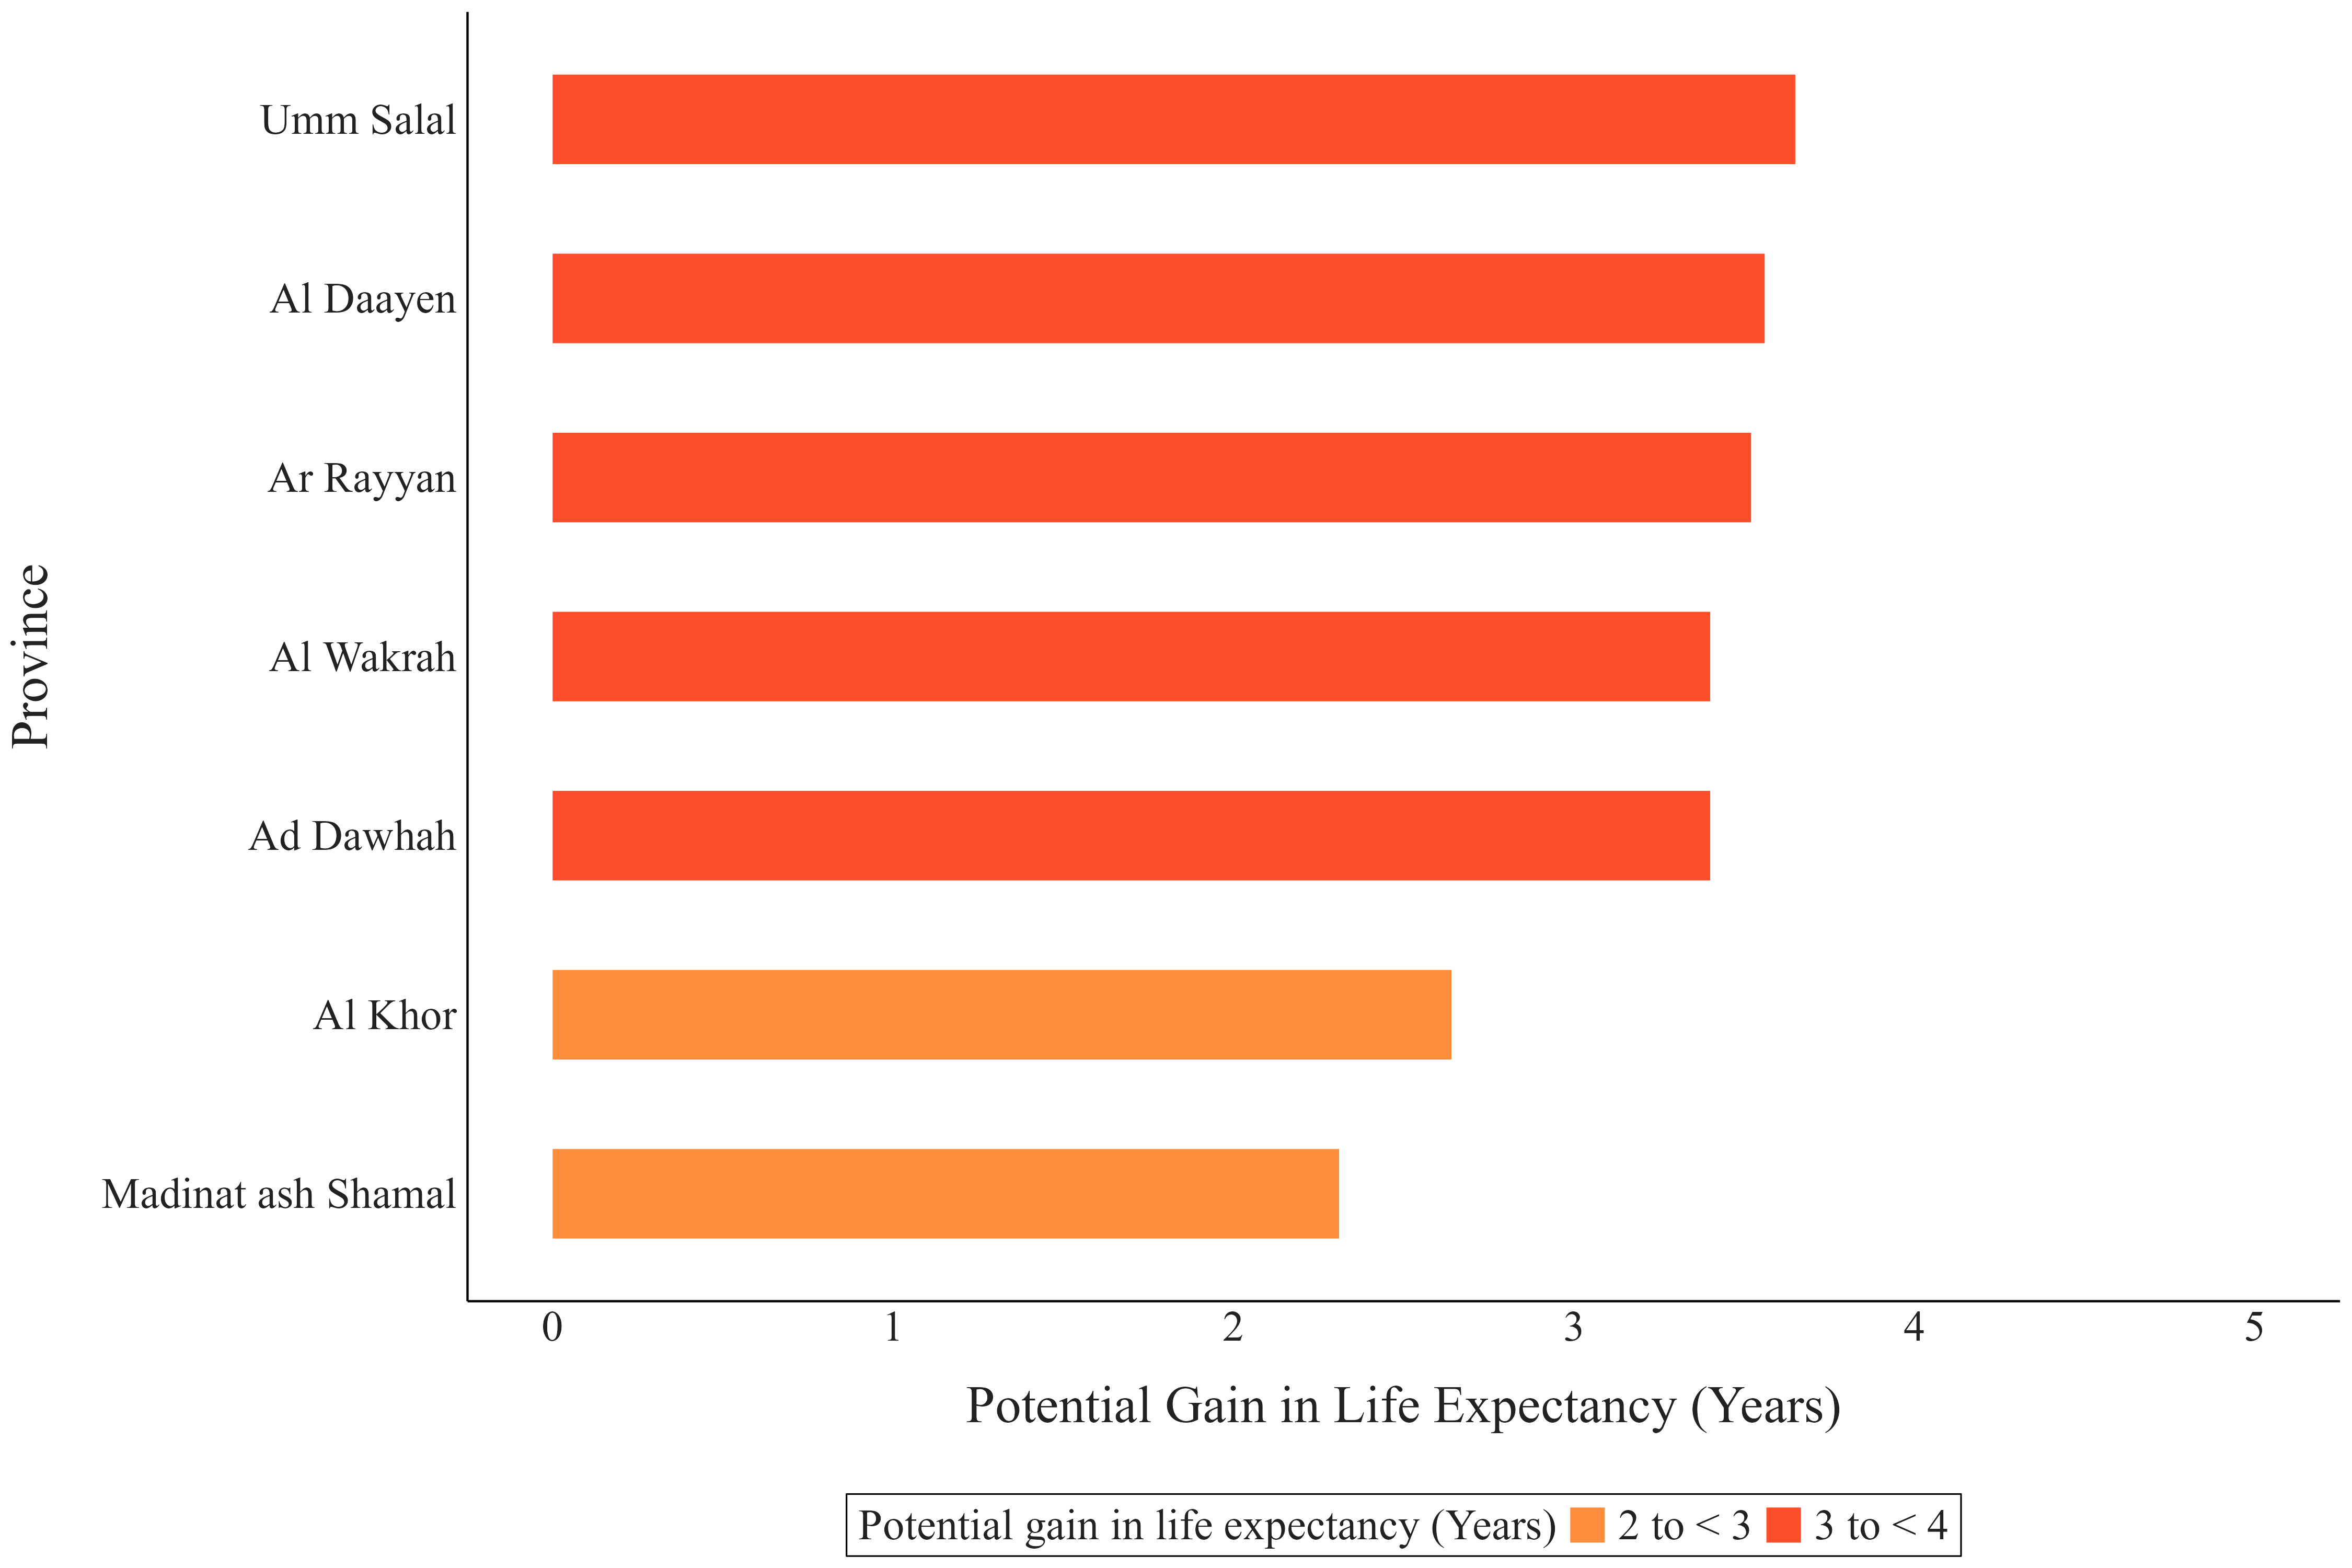 Province
Umm Salal
Al Daayen
Ar Rayyan
Al Wakrah
Ad Dawhah
Al Khor
Madinat ash Shamal
0 1 2 3 4 5
Potential Gain in Life Expectancy (Years)
Potential gain in life expectancy (Years) 2 to < 3 3 to < 4